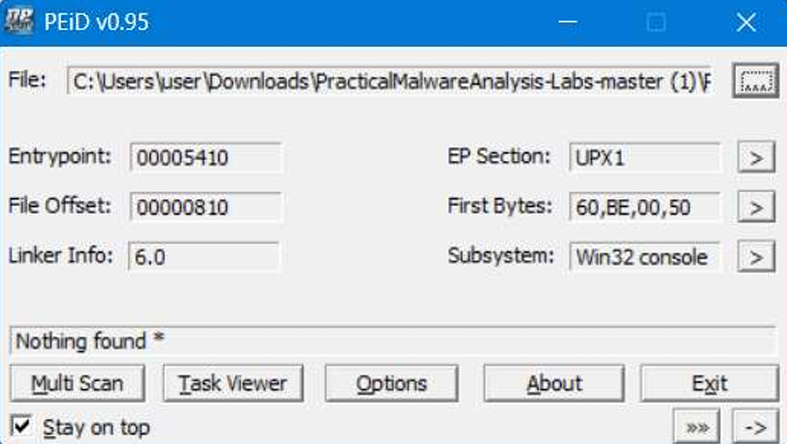 PEiD v0.95
File: C:\Users\user\Downloads\PracticalMalwareAnalysis-Labs-master (1)\F ...
Entrypoint: 00005410 EP Section: UPX1 >
File Offset: 00000810 First Bytes: 60,BE,00,50 >
Linker Info: 6.0 Subsystem: Win32 console >
Nothing found *
Multi Scan Task Viewer Options About Exit
Stay on top »» ->